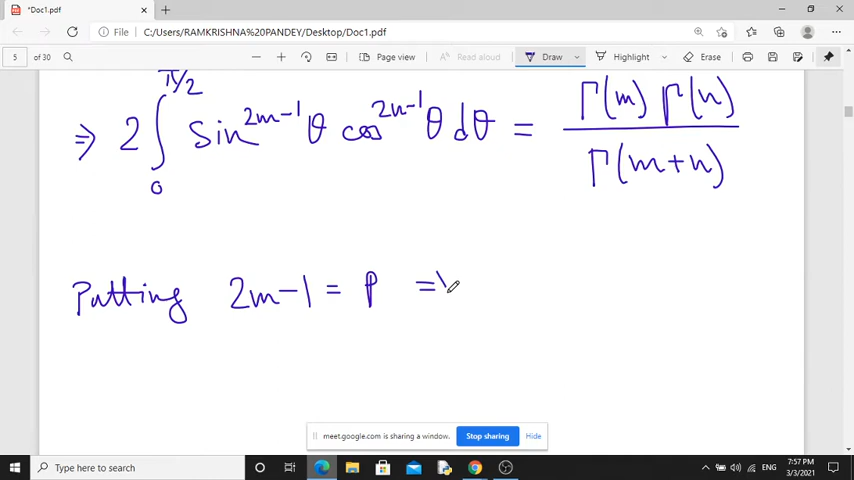 *Doc1.pdf
C:/Users/RAMKRISHNA%20PANDEY/Desktop/Doc1.pdf
5 of 30 Page view Read aloud Draw Highlight Erase Share
⇒ 2 ∫₀^{π/2} sin^{2m-1}θ cos^{2n-1}θ dθ = Γ(m) Γ(n) / Γ(m+n)
Putting 2m-1 = P =
meet.google.com is sharing a window. Stop sharing Hide
Type here to search
ENG
7:57 PM
3/3/2021